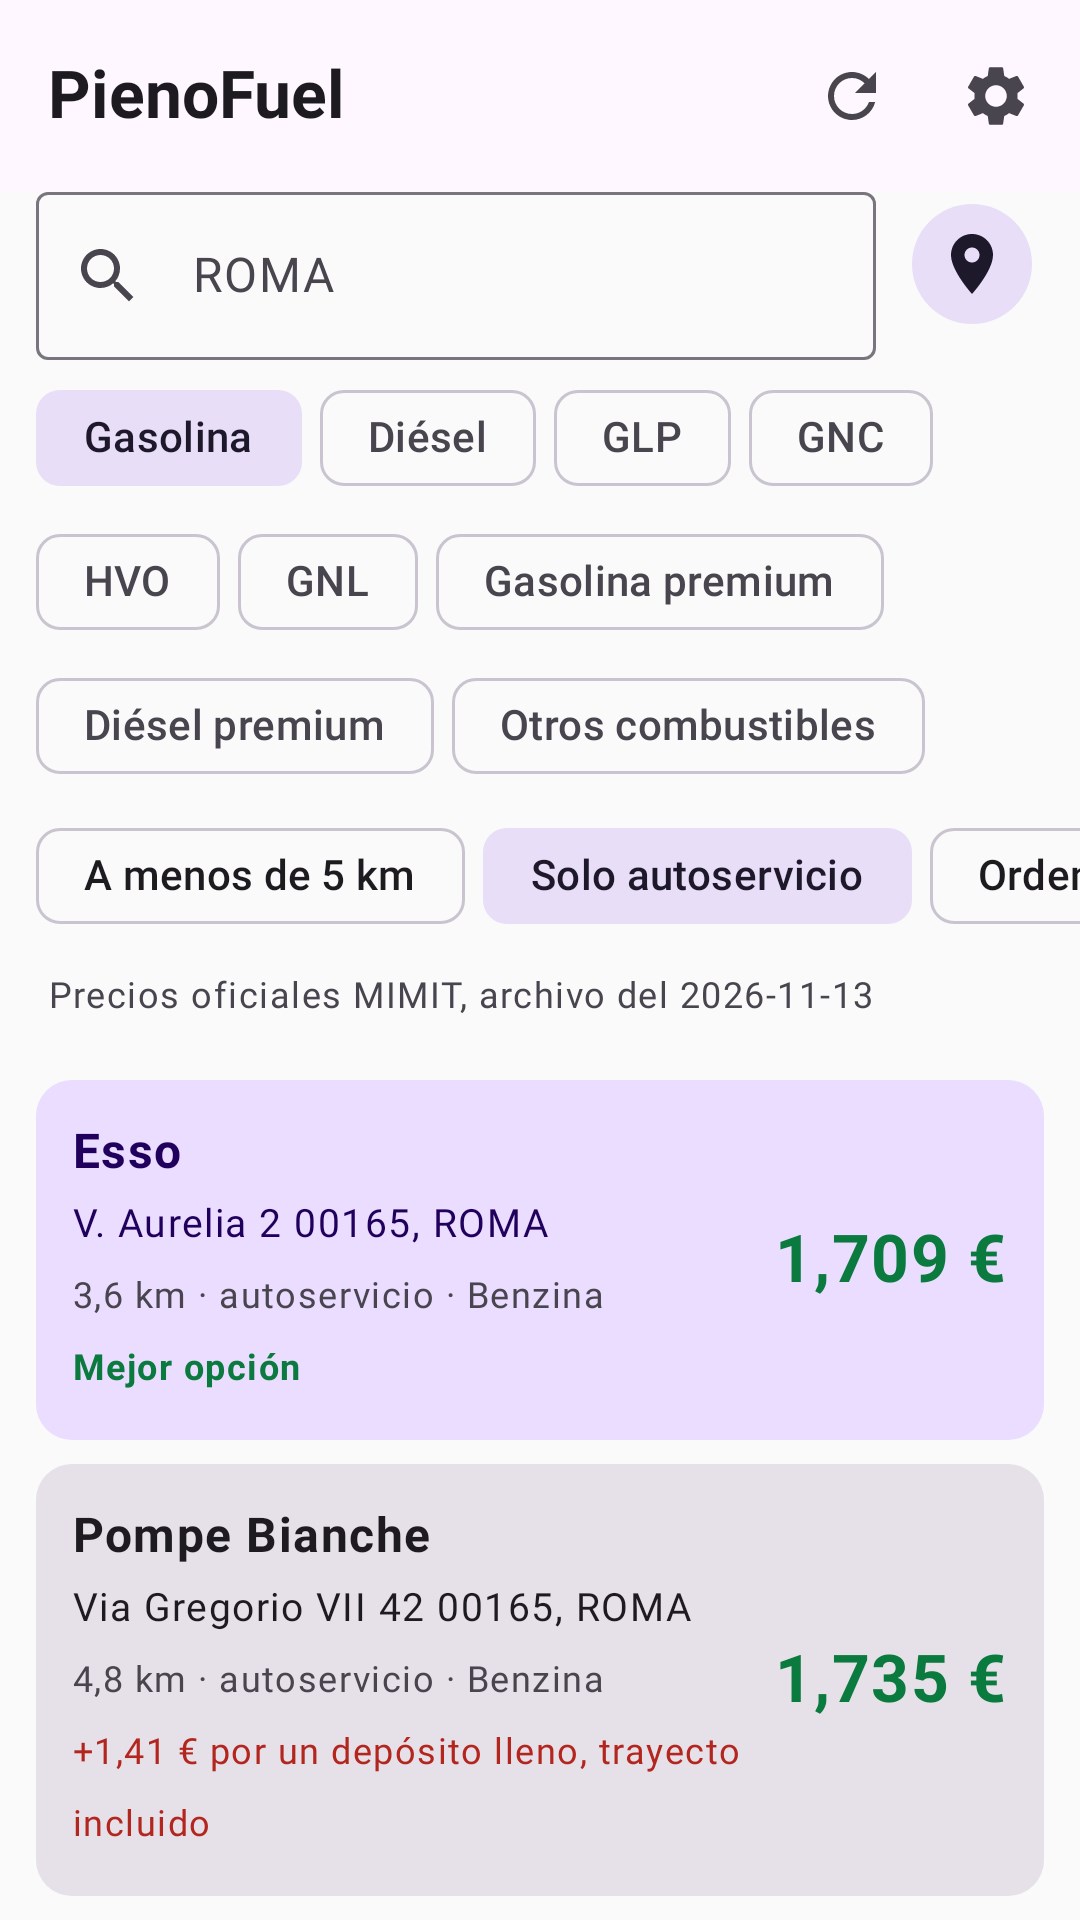 PienoFuel
ROMA
Gasolina Diésel GLP GNC
HVO GNL Gasolina premium
Diésel premium Otros combustibles
A menos de 5 km Solo autoservicio
Precios oficiales MIMIT, archivo del 2026-11-13
Esso
V. Aurelia 2 00165, ROMA
1,709 €
3,6 km · autoservicio · Benzina
Mejor opción
Pompe Bianche
Via Gregorio VII 42 00165, ROMA
4,8 km · autoservicio · Benzina
1,735 €
+1,41 € por un depósito lleno, trayecto
incluido